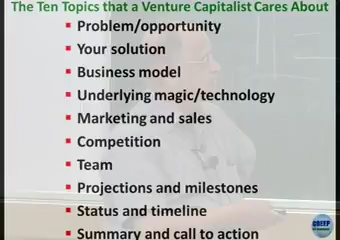 The Ten Topics that a Venture Capitalist Cares About
Problem/opportunity
Your solution
Business model
Underlying magic/technology
Marketing and sales
Competition
Team
Projections and milestones
Status and timeline
Summary and call to action